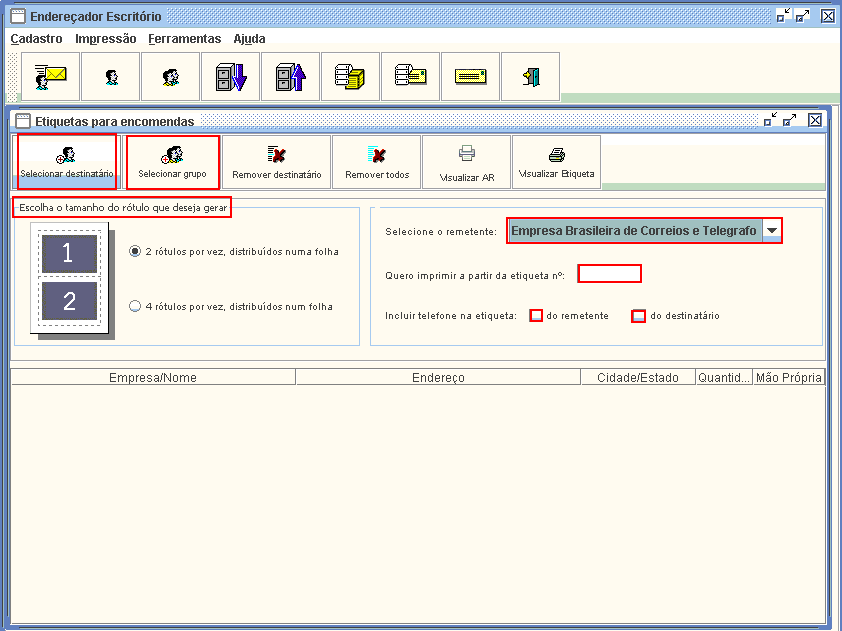 Endereçador Escritório
Cadastro Impressão Ferramentas Ajuda
Etiquetas para encomendas
Selecionar destinatário Selecionar grupo Remover destinatário Remover todos Visualizar AR Visualizar Etiqueta
Escolha o tamanho do rótulo que deseja gerar
1
2
2 rótulos por vez, distribuídos numa folha
4 rótulos por vez, distribuídos num folha
Selecione o remetente: Empresa Brasileira de Correios e Telegrafo
Quero imprimir a partir da etiqueta nº:
Incluir telefone na etiqueta: do remetente do destinatário
Empresa/Nome Endereço Cidade/Estado Quantid... Mão Própria